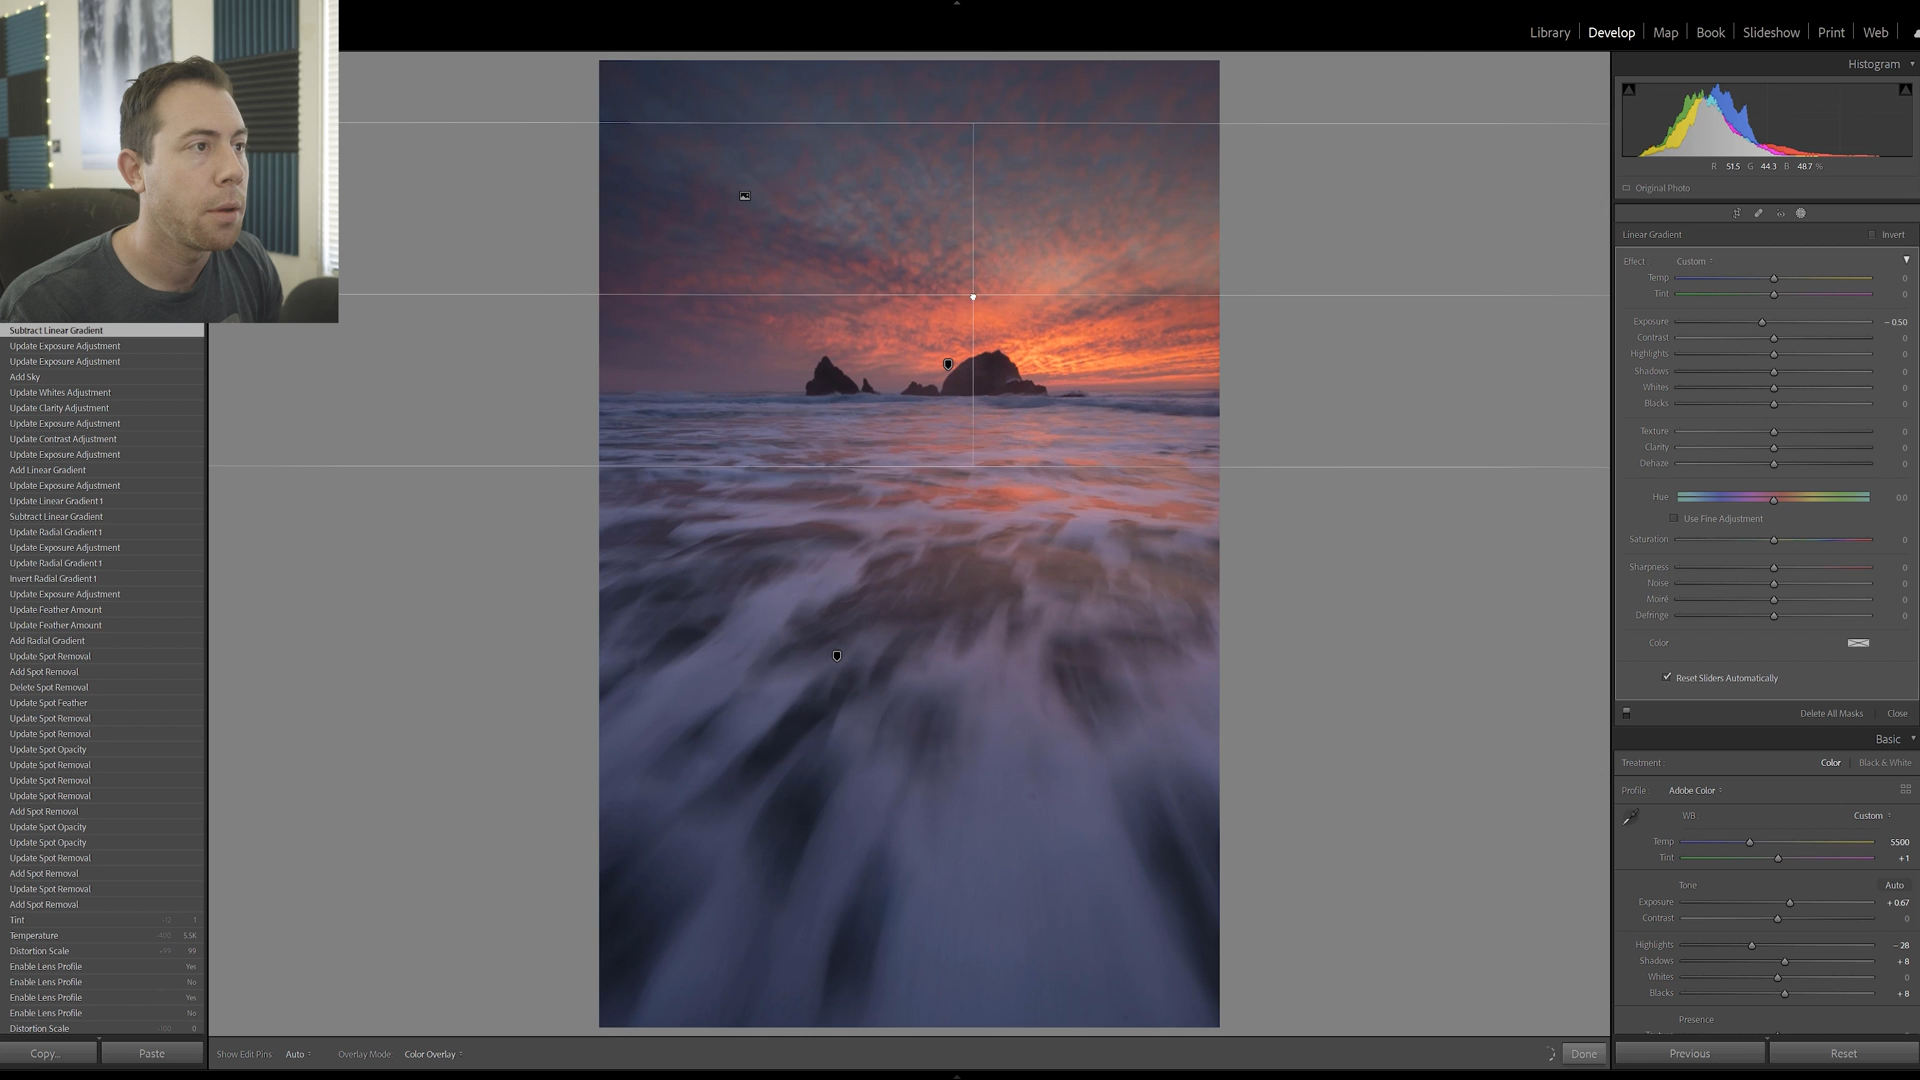 Library | Develop | Map | Book | Slideshow | Print | Web
Histogram
R 51.5 G 44.3 B 48.7 %
Original Photo
Linear Gradient Invert
Effect: Custom
Temp 0
Tint 0
Exposure - 0.50
Contrast 0
Highlights 0
Shadows 0
Whites 0
Blacks 0
Texture 0
Clarity 0
Dehaze 0
Hue 0.0
Use Fine Adjustment
Saturation 0
Sharpness 0
Noise 0
Moiré 0
Defringe 0
Color
Reset Sliders Automatically
Delete All Masks Close
Basic
Treatment: Color Black & White
Profile: Adobe Color
WB: Custom
Temp 5500
Tint + 1
Tone Auto
Exposure + 0.67
Contrast 0
Highlights - 28
Shadows + 8
Whites 0
Blacks + 8
Presence
Previous Reset
Subtract Linear Gradient
Update Exposure Adjustment
Update Exposure Adjustment
Add Sky
Update Whites Adjustment
Update Clarity Adjustment
Update Exposure Adjustment
Update Contrast Adjustment
Update Exposure Adjustment
Add Linear Gradient
Update Exposure Adjustment
Update Linear Gradient 1
Subtract Linear Gradient
Update Radial Gradient 1
Update Exposure Adjustment
Update Radial Gradient 1
Invert Radial Gradient 1
Update Exposure Adjustment
Update Feather Amount
Update Feather Amount
Add Radial Gradient
Update Spot Removal
Add Spot Removal
Delete Spot Removal
Update Spot Feather
Update Spot Removal
Update Spot Removal
Update Spot Opacity
Update Spot Removal
Update Spot Removal
Update Spot Removal
Add Spot Removal
Update Spot Opacity
Update Spot Opacity
Update Spot Removal
Add Spot Removal
Update Spot Removal
Add Spot Removal
Tint -12 1
Temperature -400 5.5K
Distortion Scale +99 99
Enable Lens Profile Yes
Enable Lens Profile No
Enable Lens Profile Yes
Enable Lens Profile No
Distortion Scale -100 0
Copy... Paste
Show Edit Pins: Auto Overlay Mode: Color Overlay Done